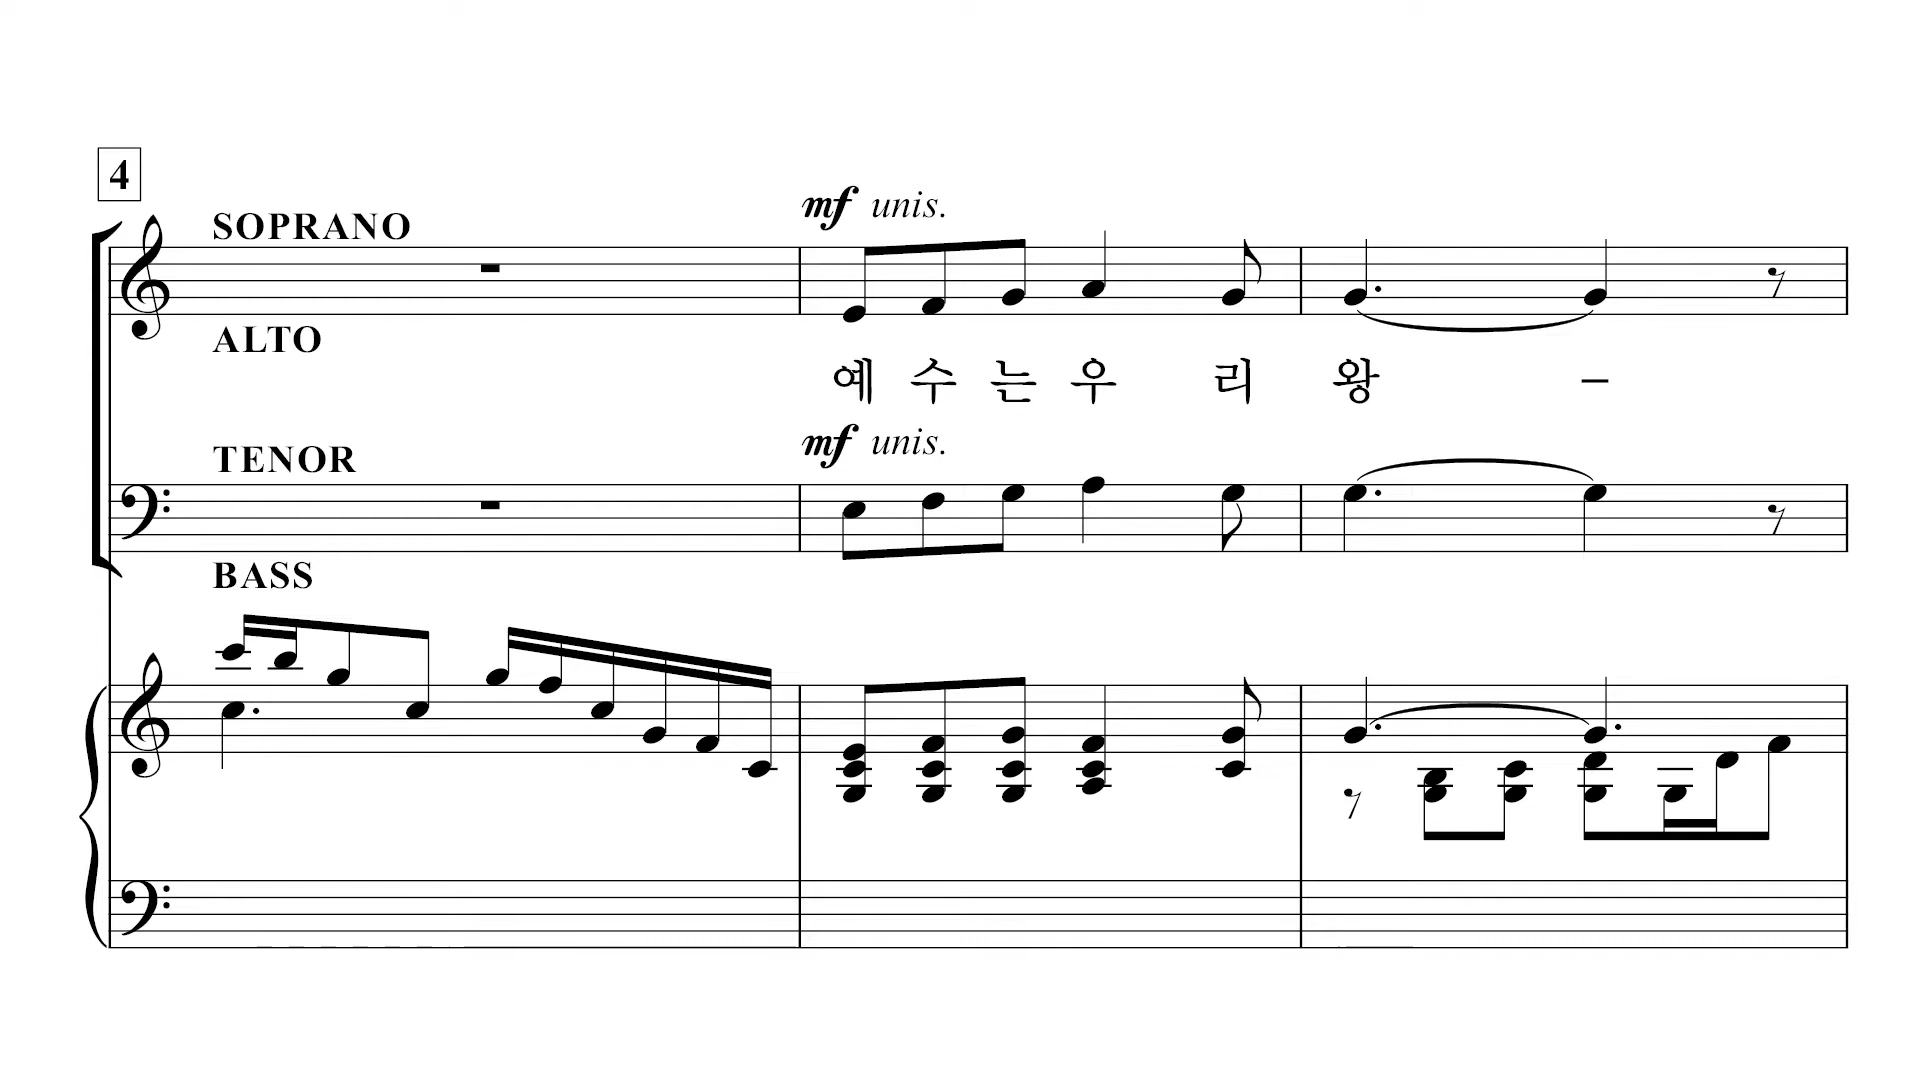 4
SOPRANO
mf unis.
ALTO
예 수 는 우 리 왕 –
TENOR
mf unis.
BASS